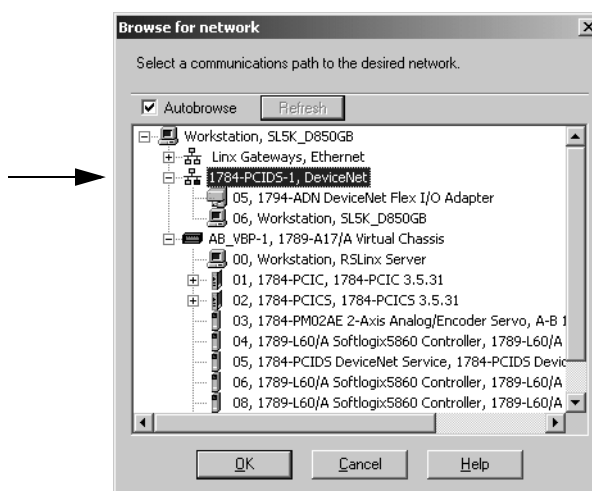 Browse for network
Select a communications path to the desired network.
Autobrowse Refresh
Workstation, SL5K_D850GB
Linx Gateways, Ethernet
1784-PCIDS-1, DeviceNet
05, 1794-ADN DeviceNet Flex I/O Adapter
06, Workstation, SL5K_D850GB
AB_VBP-1, 1789-A17/A Virtual Chassis
00, Workstation, RSLinx Server
01, 1784-PCIC, 1784-PCIC 3.5.31
02, 1784-PCICS, 1784-PCICS 3.5.31
03, 1784-PM02AE 2-Axis Analog/Encoder Servo, A-B 1
04, 1789-L60/A Softlogix5860 Controller, 1789-L60/A
05, 1784-PCIDS DeviceNet Service, 1784-PCIDS Devic
06, 1789-L60/A Softlogix5860 Controller, 1789-L60/A
08, 1789-L60/A Softlogix5860 Controller, 1789-L60/A
OK Cancel Help